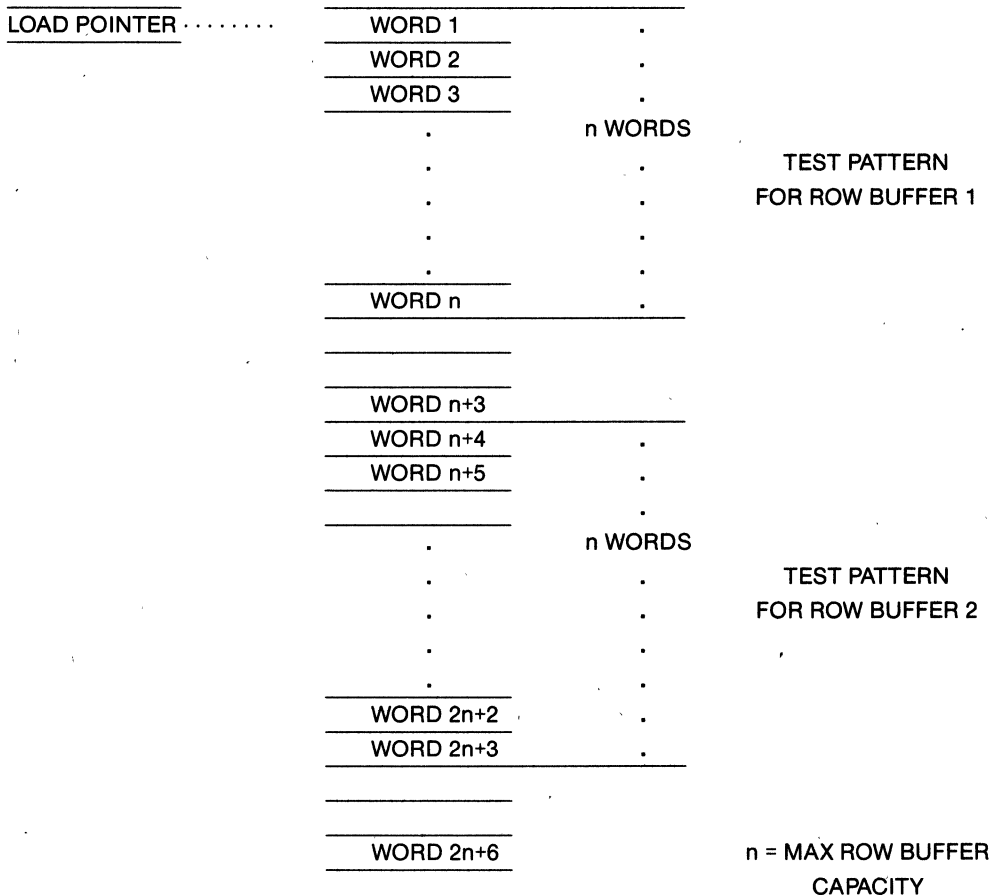 LOAD POINTER ········ WORD 1 .
WORD 2 .
WORD 3 .
. n WORDS
. . TEST PATTERN
. . FOR ROW BUFFER 1
. .
. .
WORD n .
WORD n+3
WORD n+4 .
WORD n+5 .
.
. n WORDS
. . TEST PATTERN
. . FOR ROW BUFFER 2
. .
. .
WORD 2n+2 .
WORD 2n+3 .
WORD 2n+6 n = MAX ROW BUFFER
CAPACITY